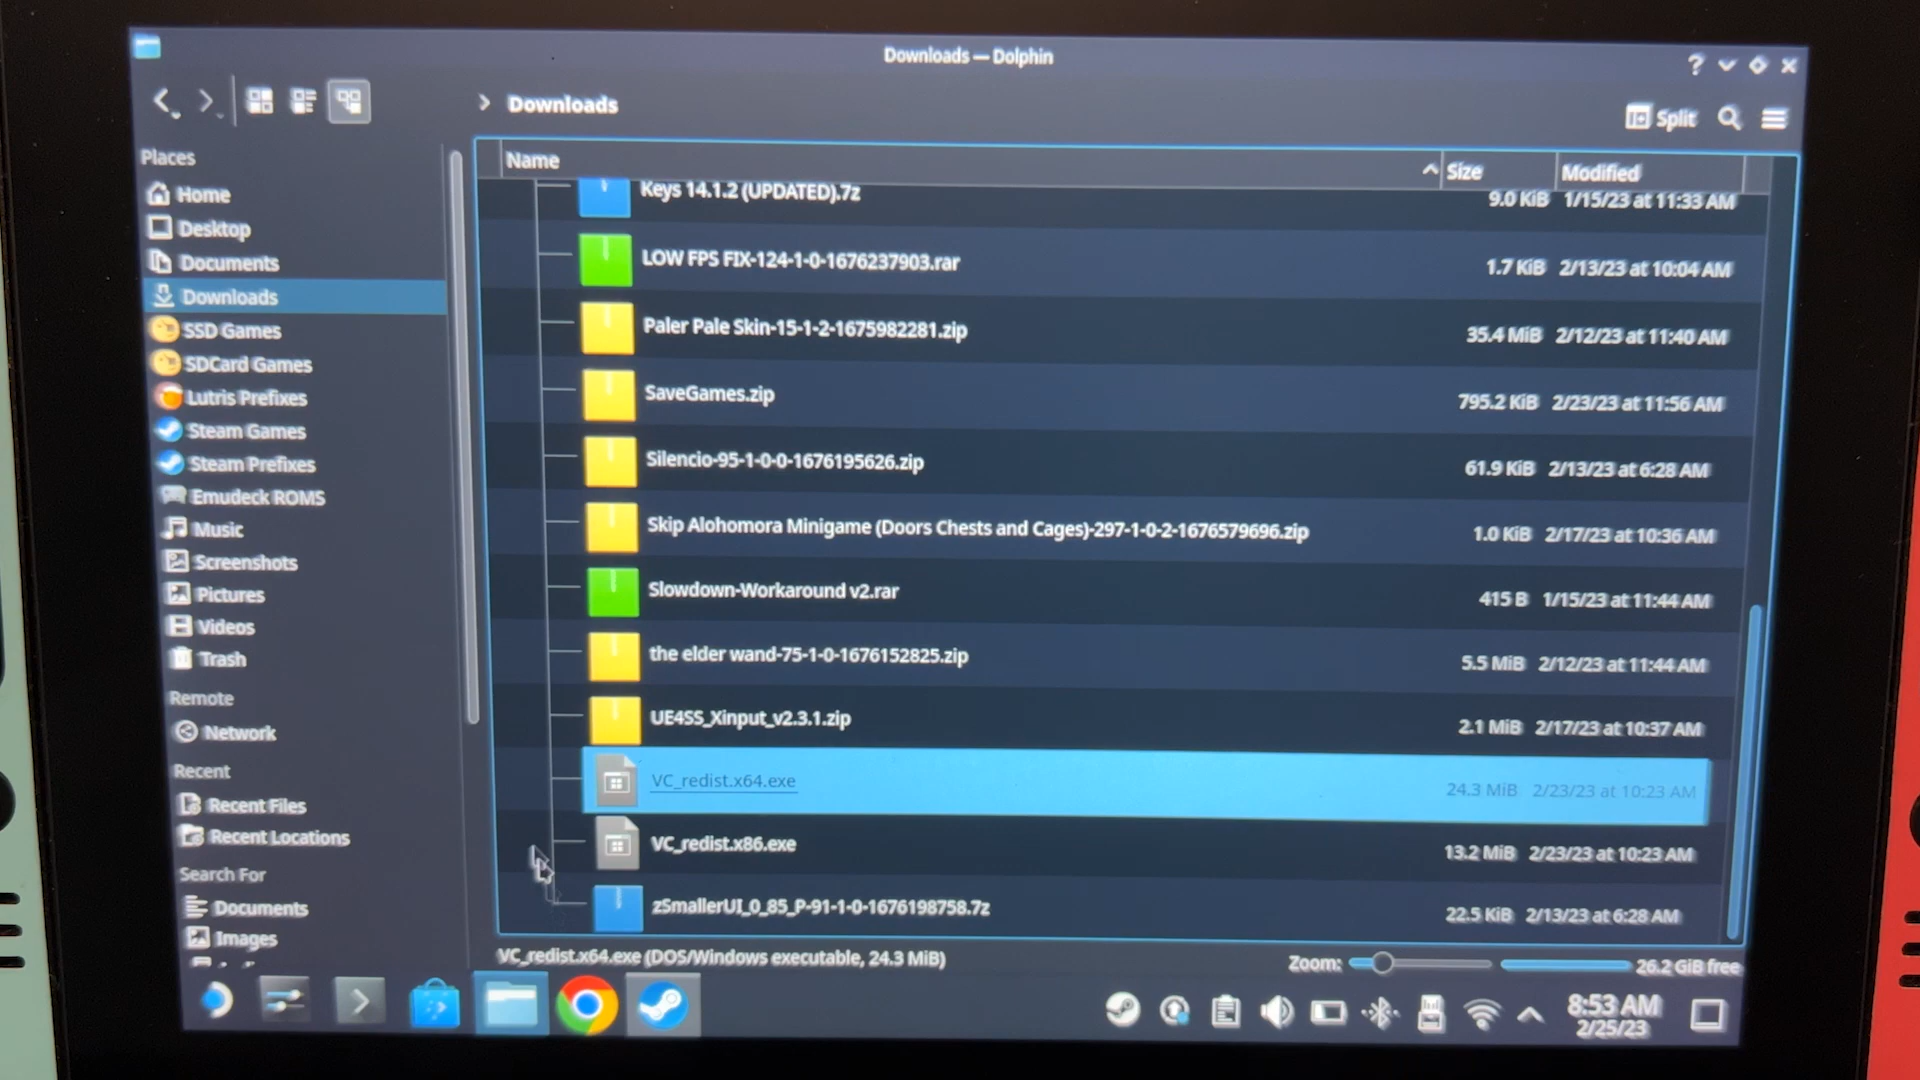 Downloads — Dolphin
Downloads
Split
Places
Home
Desktop
Documents
Downloads
SSD Games
SDCard Games
Lutris Prefixes
Steam Games
Steam Prefixes
Emudeck ROMS
Music
Screenshots
Pictures
Videos
Trash
Remote
Network
Recent
Recent Files
Recent Locations
Search For
Documents
Images
Name Size Modified
Keys 14.1.2 (UPDATED).7z 9.0 KiB 1/15/23 at 11:33 AM
LOW FPS FIX-124-1-0-1676237903.rar 1.7 KiB 2/13/23 at 10:04 AM
Paler Pale Skin-15-1-2-1675982281.zip 35.4 MiB 2/12/23 at 11:40 AM
SaveGames.zip 795.2 KiB 2/23/23 at 11:56 AM
Silencio-95-1-0-0-1676195626.zip 61.9 KiB 2/13/23 at 6:28 AM
Skip Alohomora Minigame (Doors Chests and Cages)-297-1-0-2-1676579696.zip 1.0 KiB 2/17/23 at 10:36 AM
Slowdown-Workaround v2.rar 415 B 1/15/23 at 11:44 AM
the elder wand-75-1-0-1676152825.zip 5.5 MiB 2/12/23 at 11:44 AM
UE4SS_Xinput_v2.3.1.zip 2.1 MiB 2/17/23 at 10:37 AM
VC_redist.x64.exe 24.3 MiB 2/23/23 at 10:23 AM
VC_redist.x86.exe 13.2 MiB 2/23/23 at 10:23 AM
zSmallerUI_0_85_P-91-1-0-1676198758.7z 22.5 KiB 2/13/23 at 6:28 AM
VC_redist.x64.exe (DOS/Windows executable, 24.3 MiB) Zoom: 26.2 GiB free
8:53 AM
2/25/23